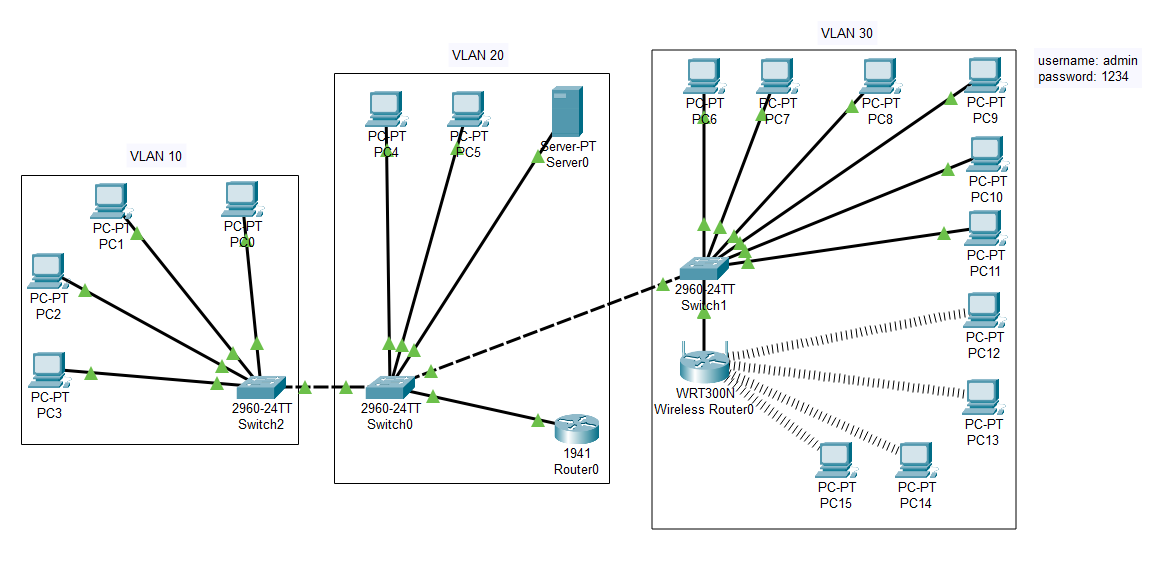 VLAN 10
PC-PT
PC1
PC-PT
PC0
PC-PT
PC2
PC-PT
PC3
2960-24TT
Switch2
VLAN 20
PC-PT
PC4
PC-PT
PC5
Server-PT
Server0
2960-24TT
Switch0
1941
Router0
VLAN 30
PC-PT
PC6
PC-PT
PC7
PC-PT
PC8
PC-PT
PC9
PC-PT
PC10
PC-PT
PC11
2960-24TT
Switch1
PC-PT
PC12
WRT300N
Wireless Router0
PC-PT
PC13
PC-PT
PC15
PC-PT
PC14
username: admin
password: 1234